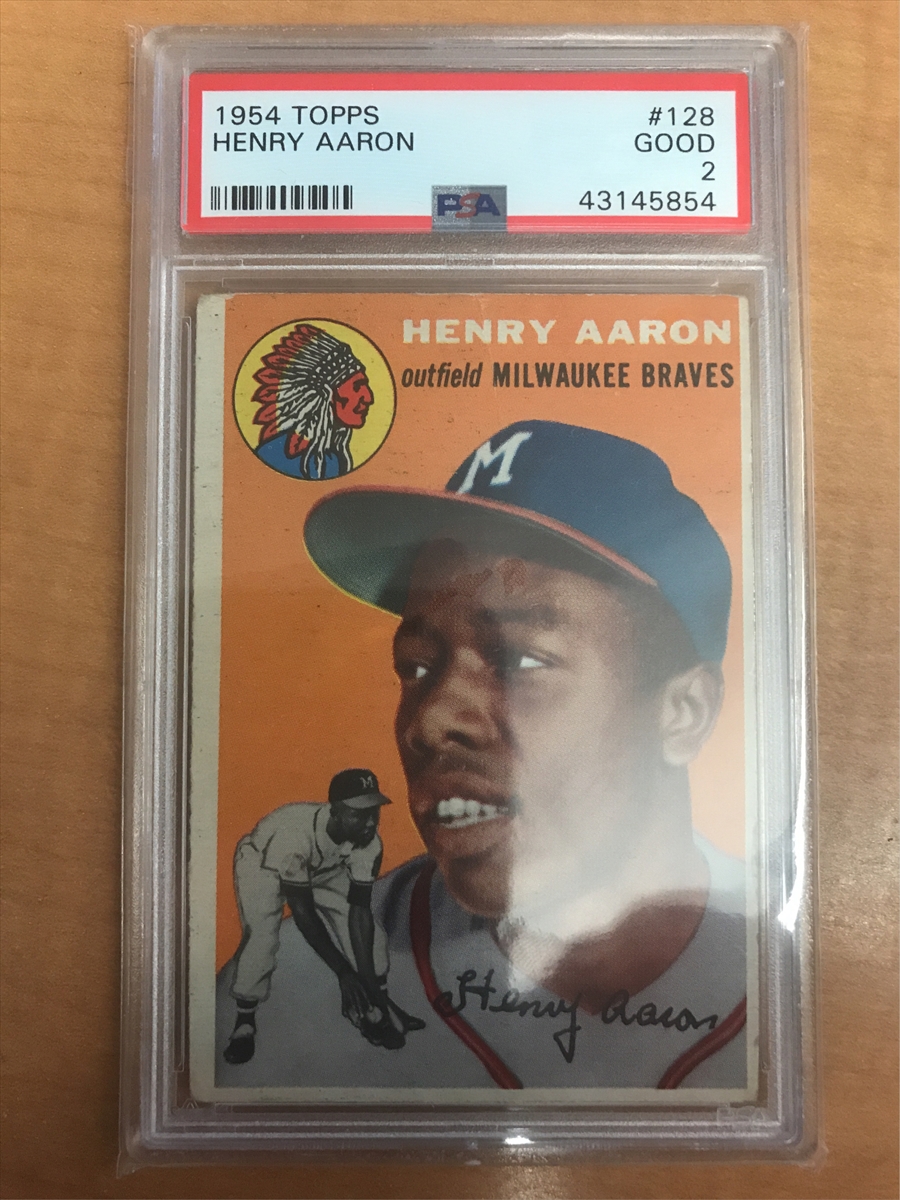 1954 TOPPS #128
HENRY AARON GOOD
2
PSA 43145854
HENRY AARON
outfield MILWAUKEE BRAVES
M
M
Henry Aaron